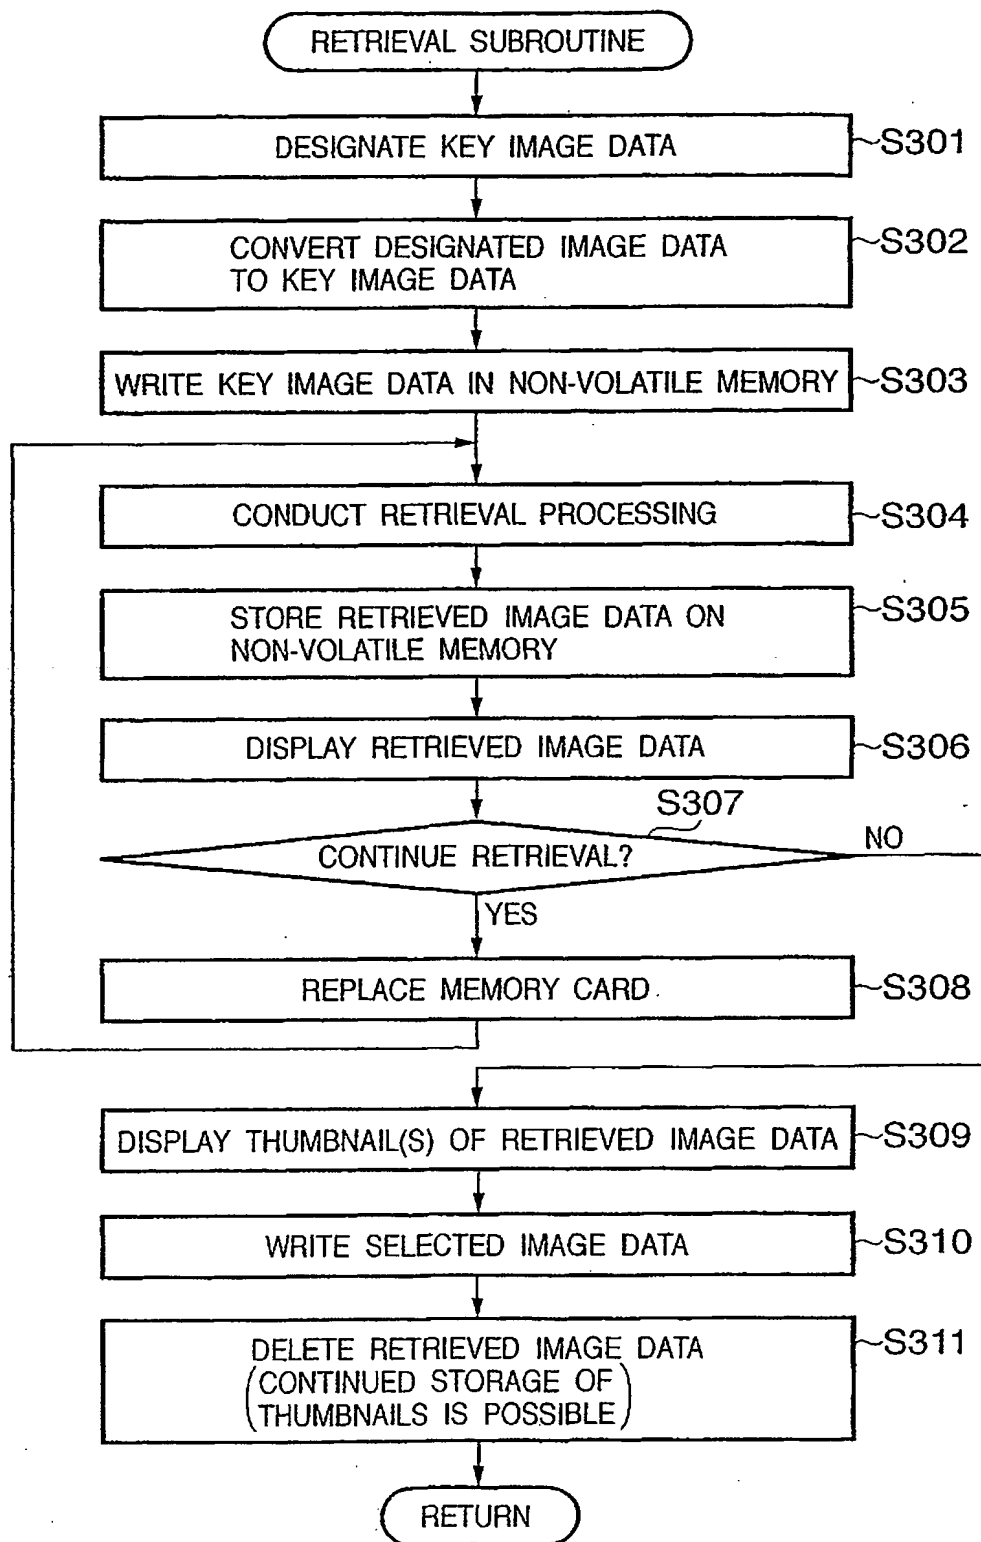 RETRIEVAL SUBROUTINE
DESIGNATE KEY IMAGE DATA
S301
CONVERT DESIGNATED IMAGE DATA
TO KEY IMAGE DATA
S302
WRITE KEY IMAGE DATA IN NON-VOLATILE MEMORY
S303
CONDUCT RETRIEVAL PROCESSING
S304
STORE RETRIEVED IMAGE DATA ON
NON-VOLATILE MEMORY
S305
DISPLAY RETRIEVED IMAGE DATA
S306
S307
CONTINUE RETRIEVAL?
NO
YES
REPLACE MEMORY CARD
S308
DISPLAY THUMBNAIL(S) OF RETRIEVED IMAGE DATA
S309
WRITE SELECTED IMAGE DATA
S310
DELETE RETRIEVED IMAGE DATA
(CONTINUED STORAGE OF
THUMBNAILS IS POSSIBLE)
S311
RETURN